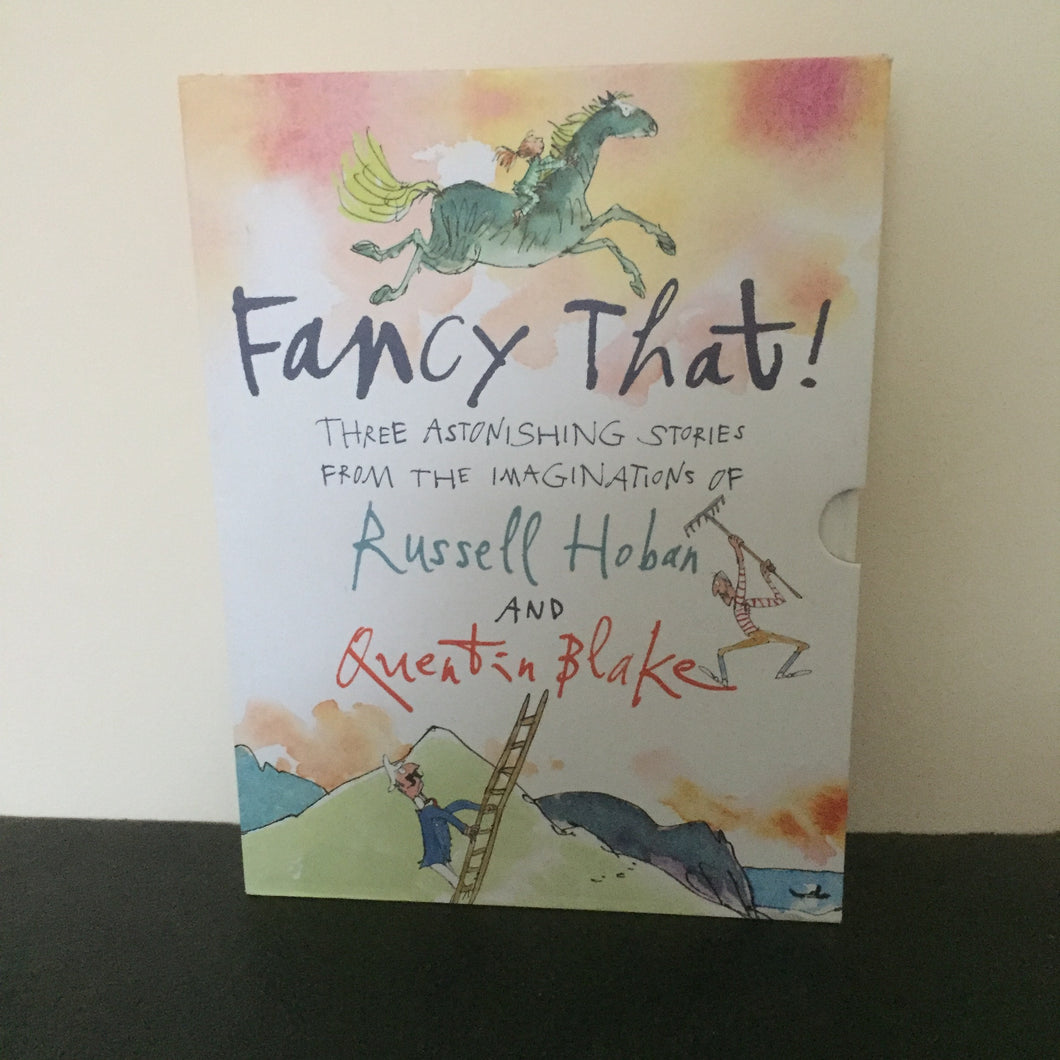 Fancy That!
THREE ASTONISHING STORIES
FROM THE IMAGINATIONS OF
Russell Hoban
AND
Quentin Blake